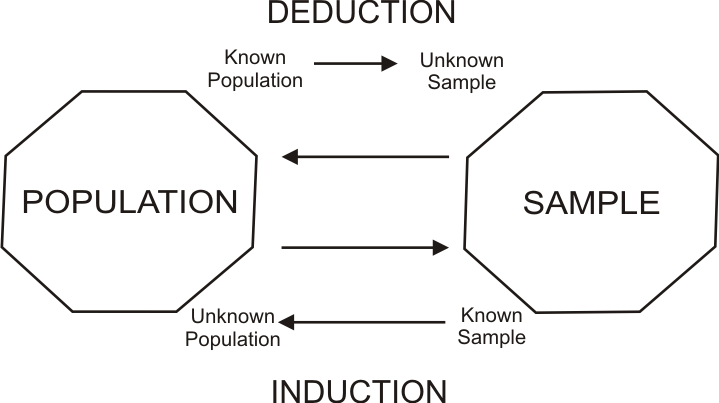 DEDUCTION
Known
Population
Unknown
Sample
POPULATION
SAMPLE
Unknown
Population
Known
Sample
INDUCTION